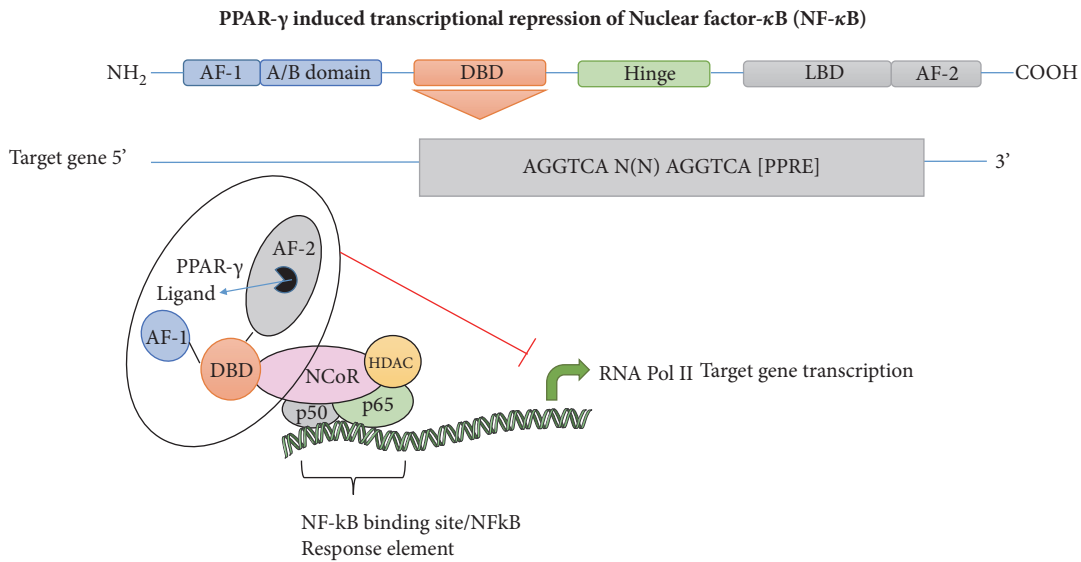 PPAR-γ induced transcriptional repression of Nuclear factor-κB (NF-κB)
NH2 AF-1 A/B domain DBD Hinge LBD AF-2 COOH
Target gene 5’ AGGTCA N(N) AGGTCA [PPRE] 3’
AF-2
PPAR-γ
Ligand
AF-1
DBD
NCoR
HDAC
p50
p65
RNA Pol II Target gene transcription
NF-kB binding site/NFkB
Response element